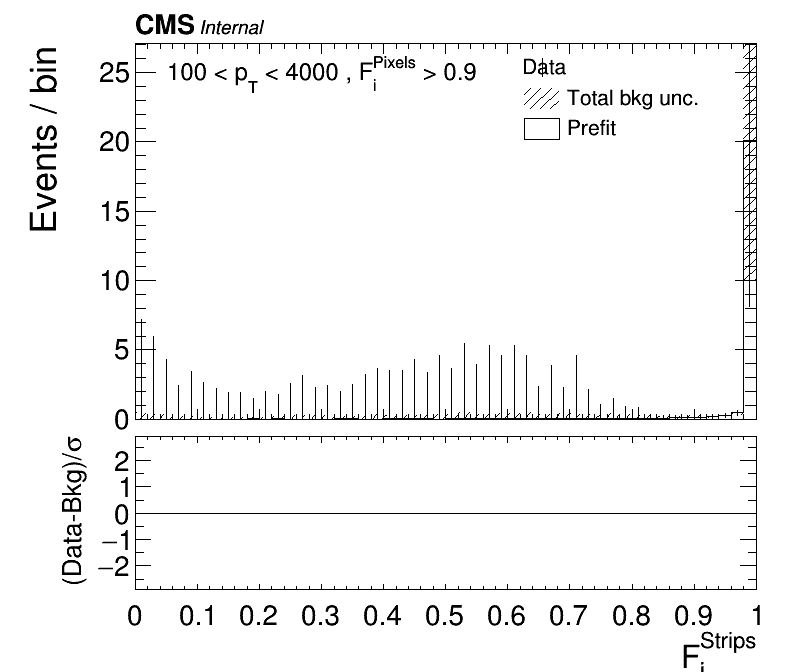 CMS Internal
100 < p_T < 4000 , F_i^Pixels > 0.9
Data
Total bkg unc.
Prefit
Events / bin
25
20
15
10
5
0
(Data-Bkg)/σ
2
1
0
−1
−2
0 0.1 0.2 0.3 0.4 0.5 0.6 0.7 0.8 0.9 1
F_i^Strips